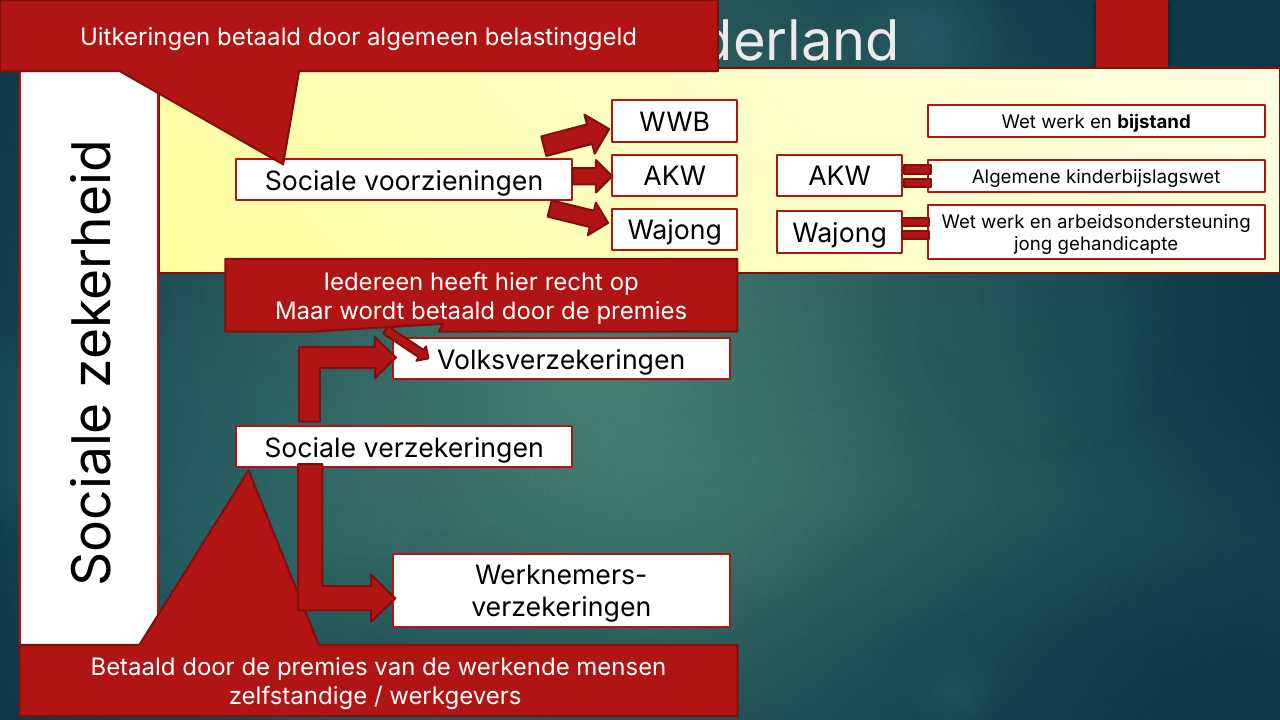 Uitkeringen betaald door algemeen belastinggeld
derland
Sociale zekerheid
Sociale voorzieningen
WWB
AKW
Wajong
AKW
Wajong
Wet werk en bijstand
Algemene kinderbijslagswet
Wet werk en arbeidsondersteuning
jong gehandicapte
Iedereen heeft hier recht op
Maar wordt betaald door de premies
Volksverzekeringen
Sociale verzekeringen
Werknemers-
verzekeringen
Betaald door de premies van de werkende mensen
zelfstandige / werkgevers